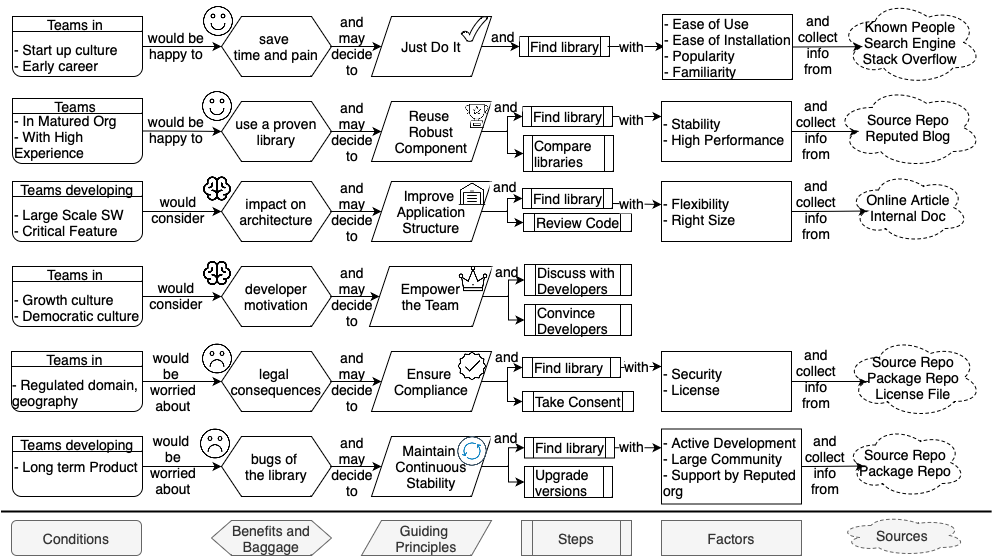 Teams in
- Start up culture
- Early career
would be
happy to
save
time and pain
and
may
decide
to
Just Do It
and
Find library
with
- Ease of Use
- Ease of Installation
- Popularity
- Familiarity
and
collect
info
from
Known People
Search Engine
Stack Overflow
Teams
- In Matured Org
- With High
Experience
would be
happy to
use a proven
library
and
may
decide
to
Reuse
Robust
Component
and
Find library
Compare
libraries
with
- Stability
- High Performance
and
collect
info
from
Source Repo
Reputed Blog
Teams developing
- Large Scale SW
- Critical Feature
would
consider
impact on
architecture
and
may
decide
to
Improve
Application
Structure
and
Find library
Review Code
with
- Flexibility
- Right Size
and
collect
info
from
Online Article
Internal Doc
Teams in
- Growth culture
- Democratic culture
would
consider
developer
motivation
and
may
decide
to
Empower
the Team
and
Discuss with
Developers
Convince
Developers
Teams in
- Regulated domain,
geography
would
be
worried
about
legal
consequences
and
may
decide
to
Ensure
Compliance
and
Find library
Take Consent
with
- Security
- License
and
collect
info
from
Source Repo
Package Repo
License File
Teams developing
- Long term Product
would
be
worried
about
bugs of
the library
and
may
decide
to
Maintain
Continuous
Stability
and
Find library
Upgrade
versions
with
- Active Development
- Large Community
- Support by Reputed
org
and
collect
info
from
Source Repo
Package Repo
Conditions
Benefits and
Baggage
Guiding
Principles
Steps
Factors
Sources